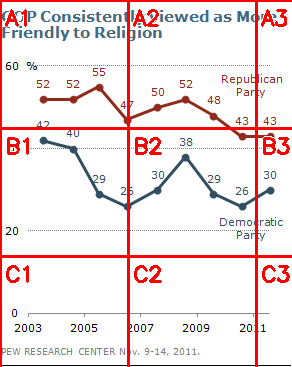 GOP Consistently Viewed as More
Friendly to Religion
60 %
Republican
Party
52 52 55 47 50 52 48 43 43
42 40 29 26 30 38 29 26 30
Democratic
Party
20
0
2003 2005 2007 2009 2011
PEW RESEARCH CENTER Nov. 9-14, 2011.
A1 A2 A3
B1 B2 B3
C1 C2 C3